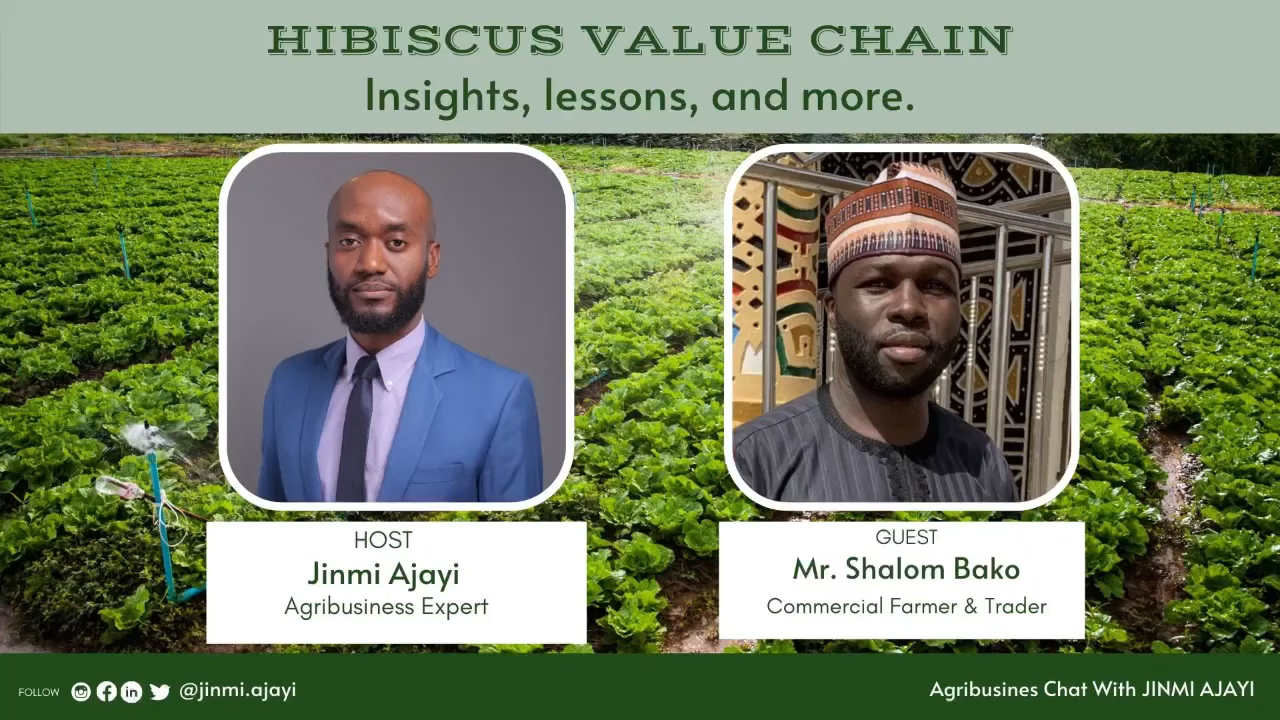 HIBISCUS VALUE CHAIN
Insights, lessons, and more.
HOST
Jinmi Ajayi
Agribusiness Expert
GUEST
Mr. Shalom Bako
Commercial Farmer & Trader
FOLLOW @jinmi.ajayi
Agribusines Chat With JINMI AJAYI